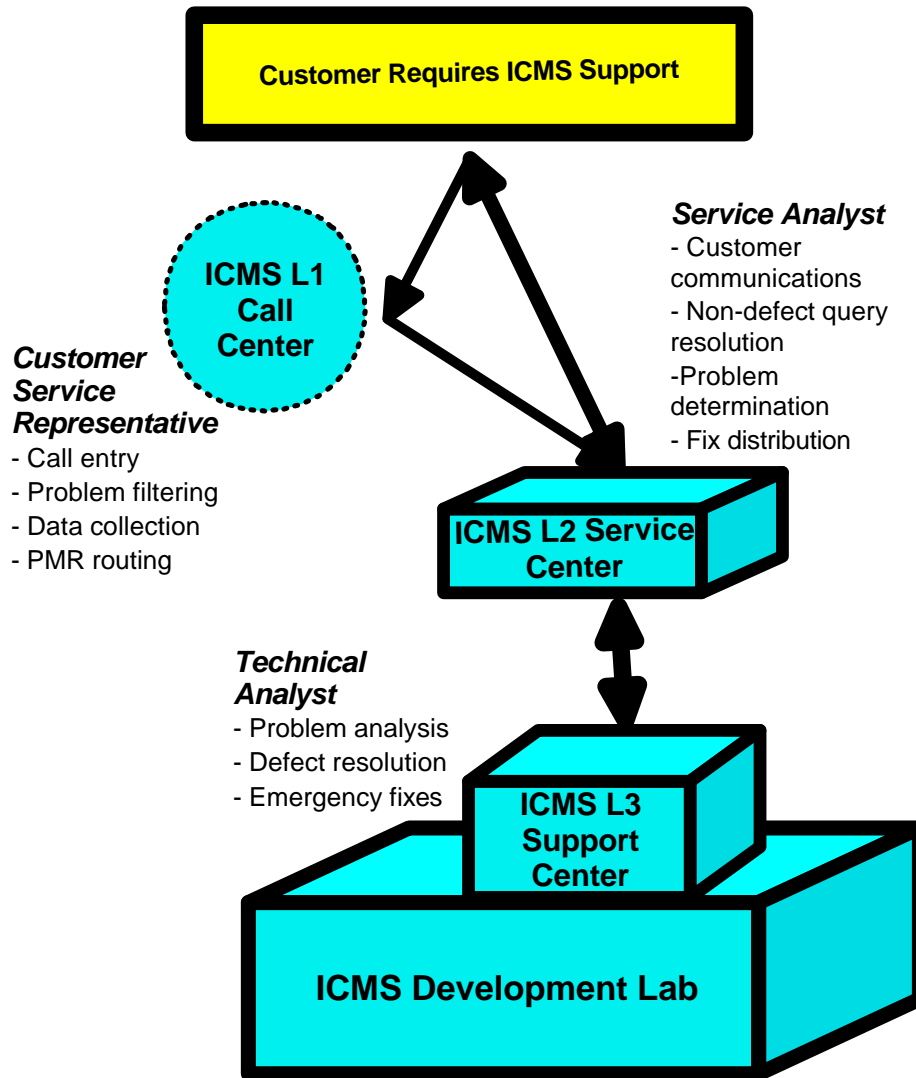 Customer Requires ICMS Support
ICMS L1
Call
Center
Service Analyst
- Customer
communications
- Non-defect query
resolution
-Problem
determination
- Fix distribution
Customer
Service
Representative
- Call entry
- Problem filtering
- Data collection
- PMR routing
ICMS L2 Service
Center
Technical
Analyst
- Problem analysis
- Defect resolution
- Emergency fixes
ICMS L3
Support
Center
ICMS Development Lab